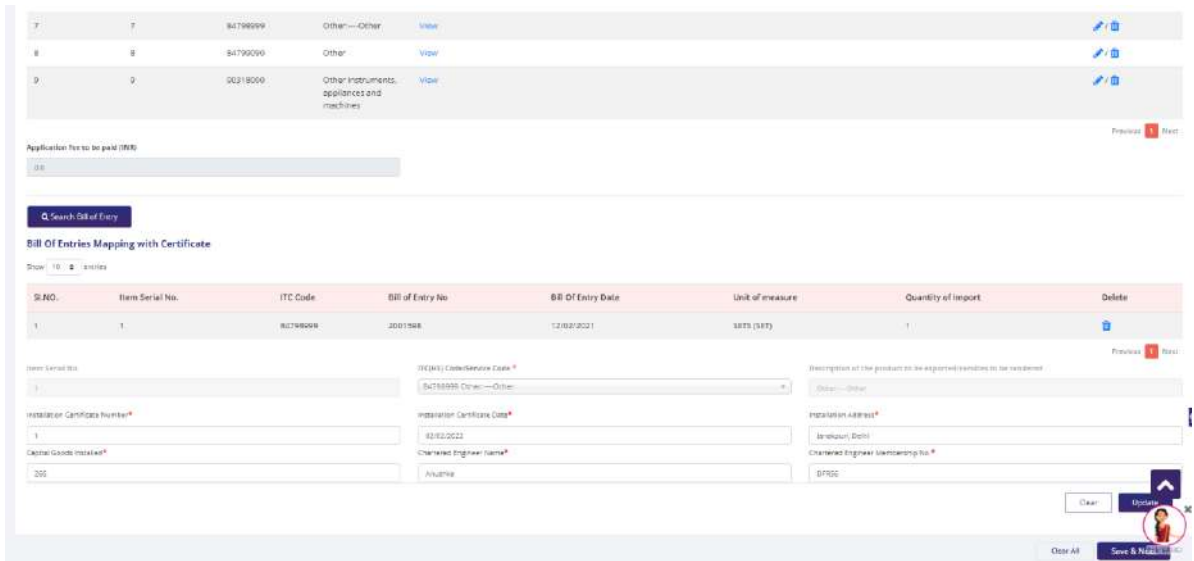 7 7 84798999 Other:----Other View /
8 8 84799090 Other View /
9 9 90318000 Other instruments, View /
appliances and
machines
Previous 1 Next
Application fee to be paid (INR)
0.0
Search Bill of Entry
Bill Of Entries Mapping with Certificate
Show 10 entries
Sl.NO. Item Serial No. ITC Code Bill of Entry No Bill Of Entry Date Unit of measure Quantity of import Delete
1 1 84798999 2001598 12/02/2021 SETS (SET) 1
Previous 1 Next
Item Serial No ITC(HS) Code/Service Code * Description of the product to be exported/services to be rendered
1 84798999 Other:----Other Other:----Other
Installation Certificate Number* Installation Certificate Date* Installation Address*
1 02/02/2022 Janakpuri, Delhi
Capital Goods Installed* Chartered Engineer Name* Chartered Engineer Membership No *
266 Anushka
Clear Update
Clear All Save &